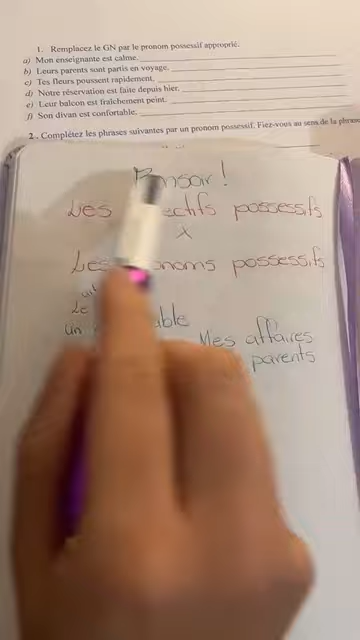 1. Remplacez le GN par le pronom possessif approprié.
a) Mon enseignante est calme.
b) Leurs parents sont partis en voyage.
c) Tes fleurs poussent rapidement.
d) Notre réservation est faite depuis hier.
e) Leur balcon est fraîchement peint.
f) Son divan est confortable.
2. Complétez les phrases suivantes par un pronom possessif. Fiez-vous au sens de la phrase
Bonsoir!
Les possessifs
X
Les possessifs
Le
un Mes affaires
parents